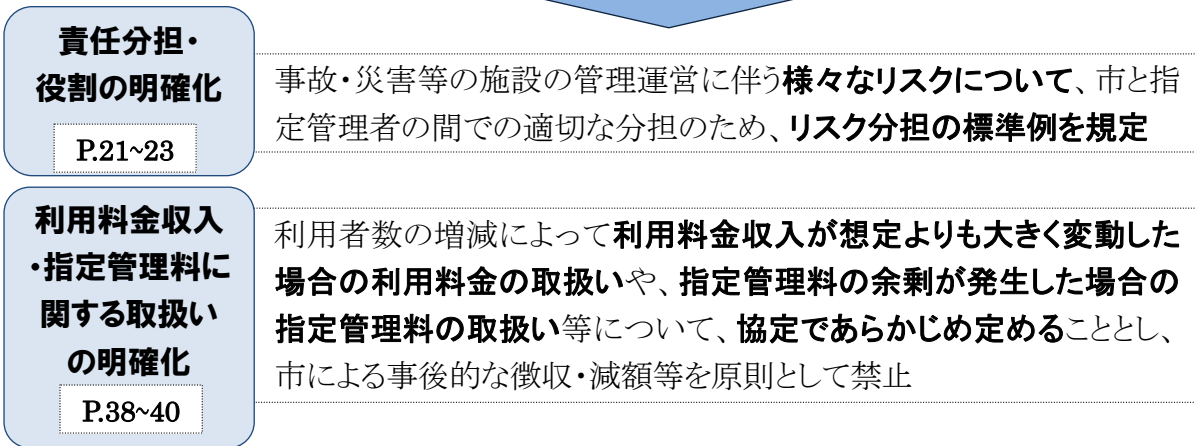 責任分担・
役割の明確化
P.21~23
事故・災害等の施設の管理運営に伴う様々なリスクについて、市と指
定管理者の間での適切な分担のため、リスク分担の標準例を規定
利用料金収入
・指定管理料に
関する取扱い
の明確化
P.38~40
利用者数の増減によって利用料金収入が想定よりも大きく変動した
場合の利用料金の取扱いや、指定管理料の余剰が発生した場合の
指定管理料の取扱い等について、協定であらかじめ定めることとし、
市による事後的な徴収・減額等を原則として禁止